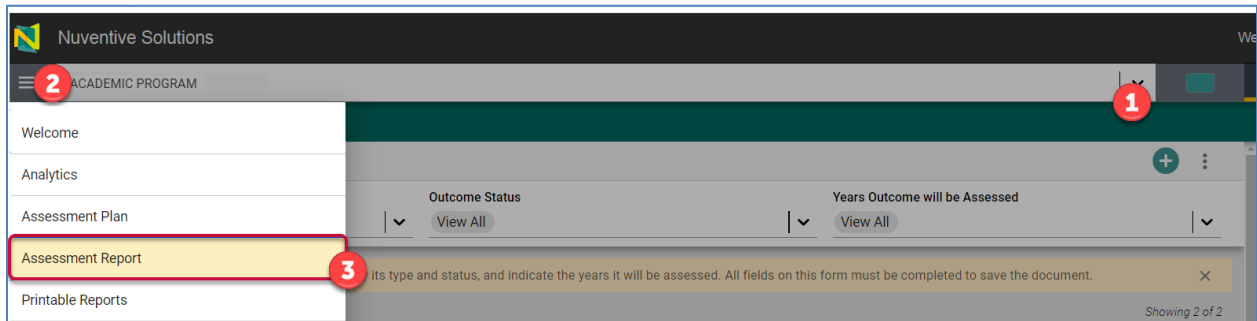 Nuventive Solutions
We
2 ACADEMIC PROGRAM
1
Welcome
Analytics
Assessment Plan
Outcome Status
Years Outcome will be Assessed
View All
View All
Assessment Report
3
its type and status, and indicate the years it will be assessed. All fields on this form must be completed to save the document.
Printable Reports
Showing 2 of 2